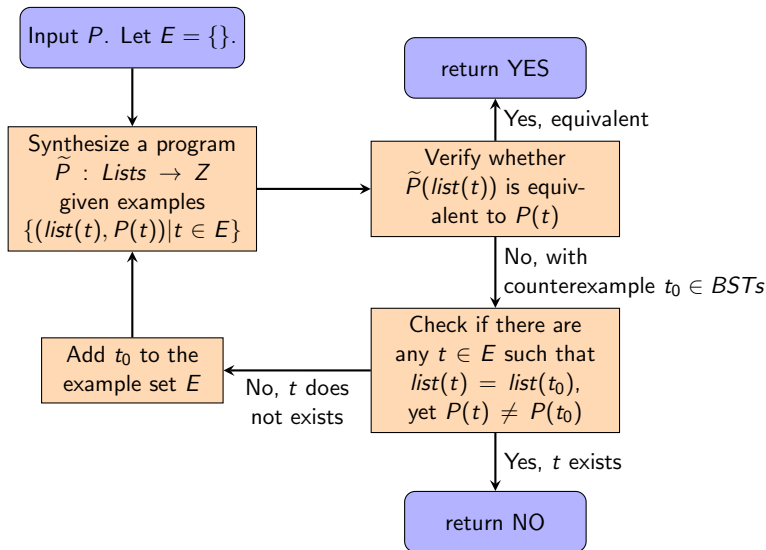 Input P. Let E = {}.
return YES
Yes, equivalent
Synthesize a program
P̃ : Lists → Z
given examples
{(list(t), P(t))|t ∈ E}
Verify whether
P̃(list(t)) is equiv-
alent to P(t)
No, with
counterexample t₀ ∈ BSTs
Check if there are
any t ∈ E such that
list(t) = list(t₀),
yet P(t) ≠ P(t₀)
Add t₀ to the
example set E
No, t does
not exists
Yes, t exists
return NO